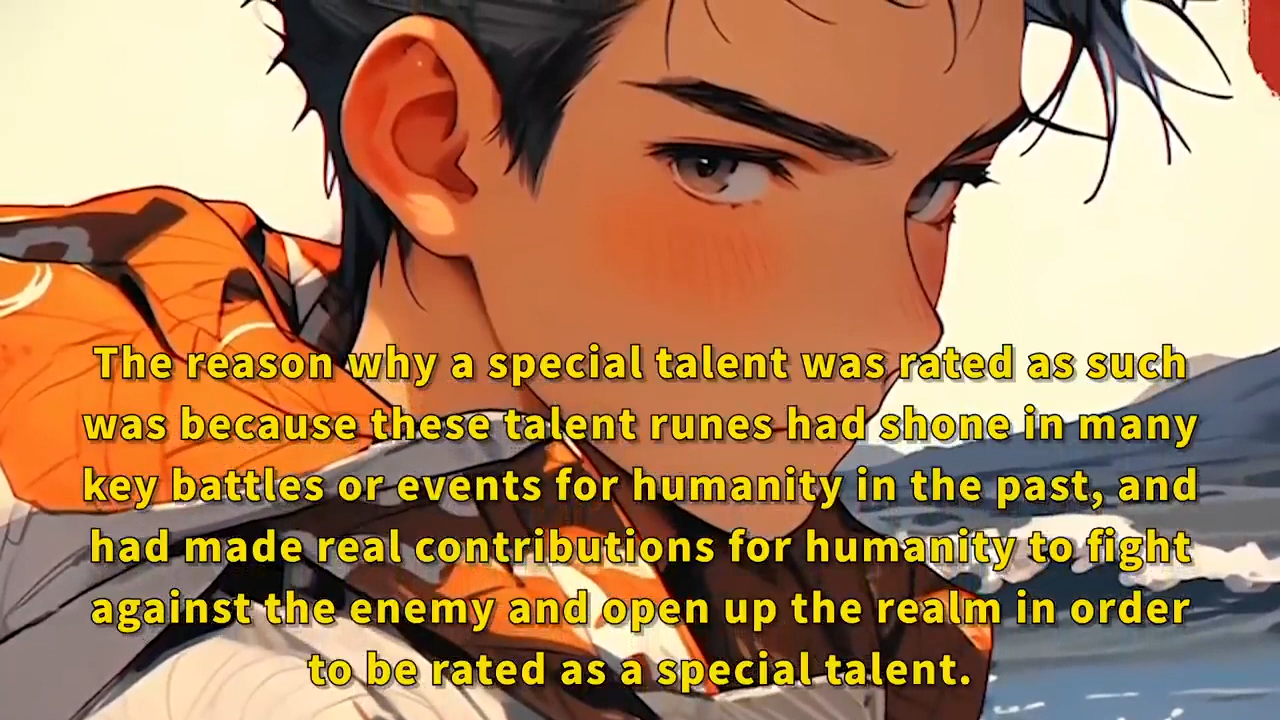 The reason why a special talent was rated as such
was because these talent runes had shone in many
key battles or events for humanity in the past, and
had made real contributions for humanity to fight
against the enemy and open up the realm in order
to be rated as a special talent.